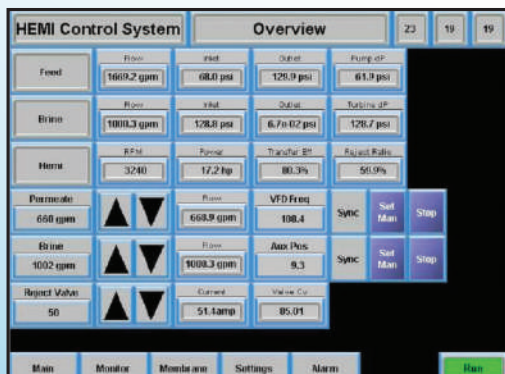 HEMI Control System Overview 23 19 19
Flow Inlet Outlet Pump dP
Feed 1669.2 gpm 68.0 psi 129.9 psi 61.9 psi
Flow Inlet Outlet Turbine dP
Brine 1000.3 gpm 128.8 psi 6.7e-02 psi 128.7 psi
RPM Power Transfer Eff Reject Ratio
Hemi 3240 17.2 hp 80.3% 59.9%
Permeate Flow VFD Freq Sync Set Man Stop
660 gpm 668.9 gpm 108.4
Brine Flow Aux Pos Sync Set Man Stop
1002 gpm 1000.3 gpm 9.3
Reject Valve Current Valve Cv
50 51.4amp 85.01
Main Monitor Membrane Settings Alarm Run